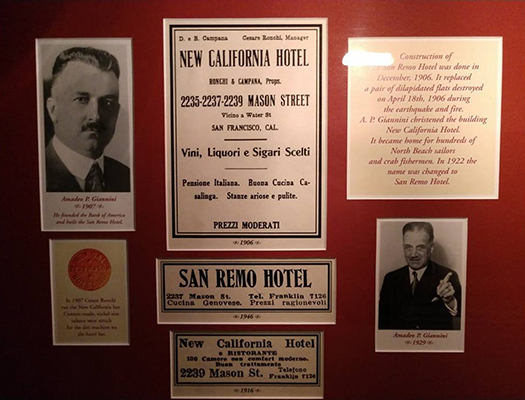 Amadeo P. Giannini
1907
He founded the Bank of America
and built the San Remo Hotel.
D. e B. Campana Cesare Ronchi, Manager
NEW CALIFORNIA HOTEL
RONCHI & CAMPANA, Props.
2235-2237-2239 MASON STREET
Vicino a Water St
SAN FRANCISCO, CAL.
Vini, Liquori e Sigari Scelti
Pensione Italiana. Buona Cucina Ca-
salinga. Stanze ariose e pulite.
PREZZI MODERATI
1906
Construction of
San Remo Hotel was done in
December, 1906. It replaced
a pair of dilapidated flats destroyed
on April 18th, 1906 during
the earthquake and fire.
A. P. Giannini christened the building
New California Hotel.
It became home for hundreds of
North Beach sailors
and crab fishermen. In 1922 the
name was changed to
San Remo Hotel.
In 1907 Cesare Ronchi
ran the New California bar.
Custom made, nickel size
tokens were struck
for the slot machine on
the hotel bar.
SAN REMO HOTEL
2237 Mason St. Tel. Franklin 7126
Cucina Genovese. Prezzi ragionevoli
1946
New California Hotel
e RISTORANTE
126 Camere con comfort moderno.
Buon trattamento
2239 Mason St. Telefono
Franklin 7126
1916
Amadeo P. Giannini
1929